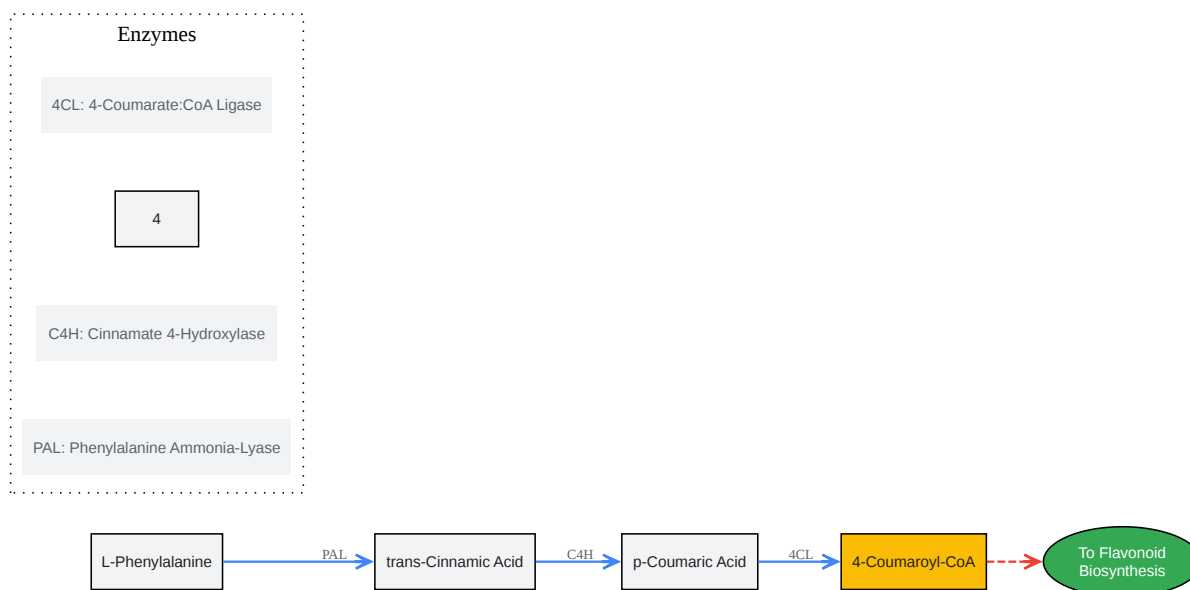 Enzymes
4CL: 4-Coumarate:CoA Ligase
4
C4H: Cinnamate 4-Hydroxylase
PAL: Phenylalanine Ammonia-Lyase
L-Phenylalanine
PAL
trans-Cinnamic Acid
C4H
p-Coumaric Acid
4CL
4-Coumaroyl-CoA
To Flavonoid
Biosynthesis